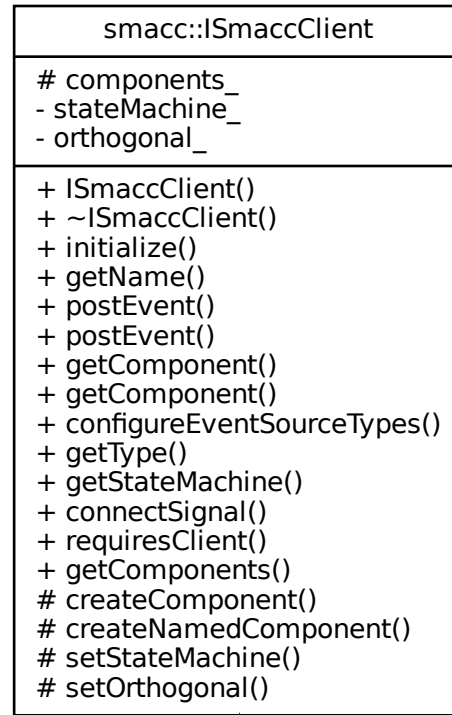 smacc::ISmaccClient
# components_
- stateMachine_
- orthogonal_
+ ISmaccClient()
+ ~ISmaccClient()
+ initialize()
+ getName()
+ postEvent()
+ postEvent()
+ getComponent()
+ getComponent()
+ configureEventSourceTypes()
+ getType()
+ getStateMachine()
+ connectSignal()
+ requiresClient()
+ getComponents()
# createComponent()
# createNamedComponent()
# setStateMachine()
# setOrthogonal()